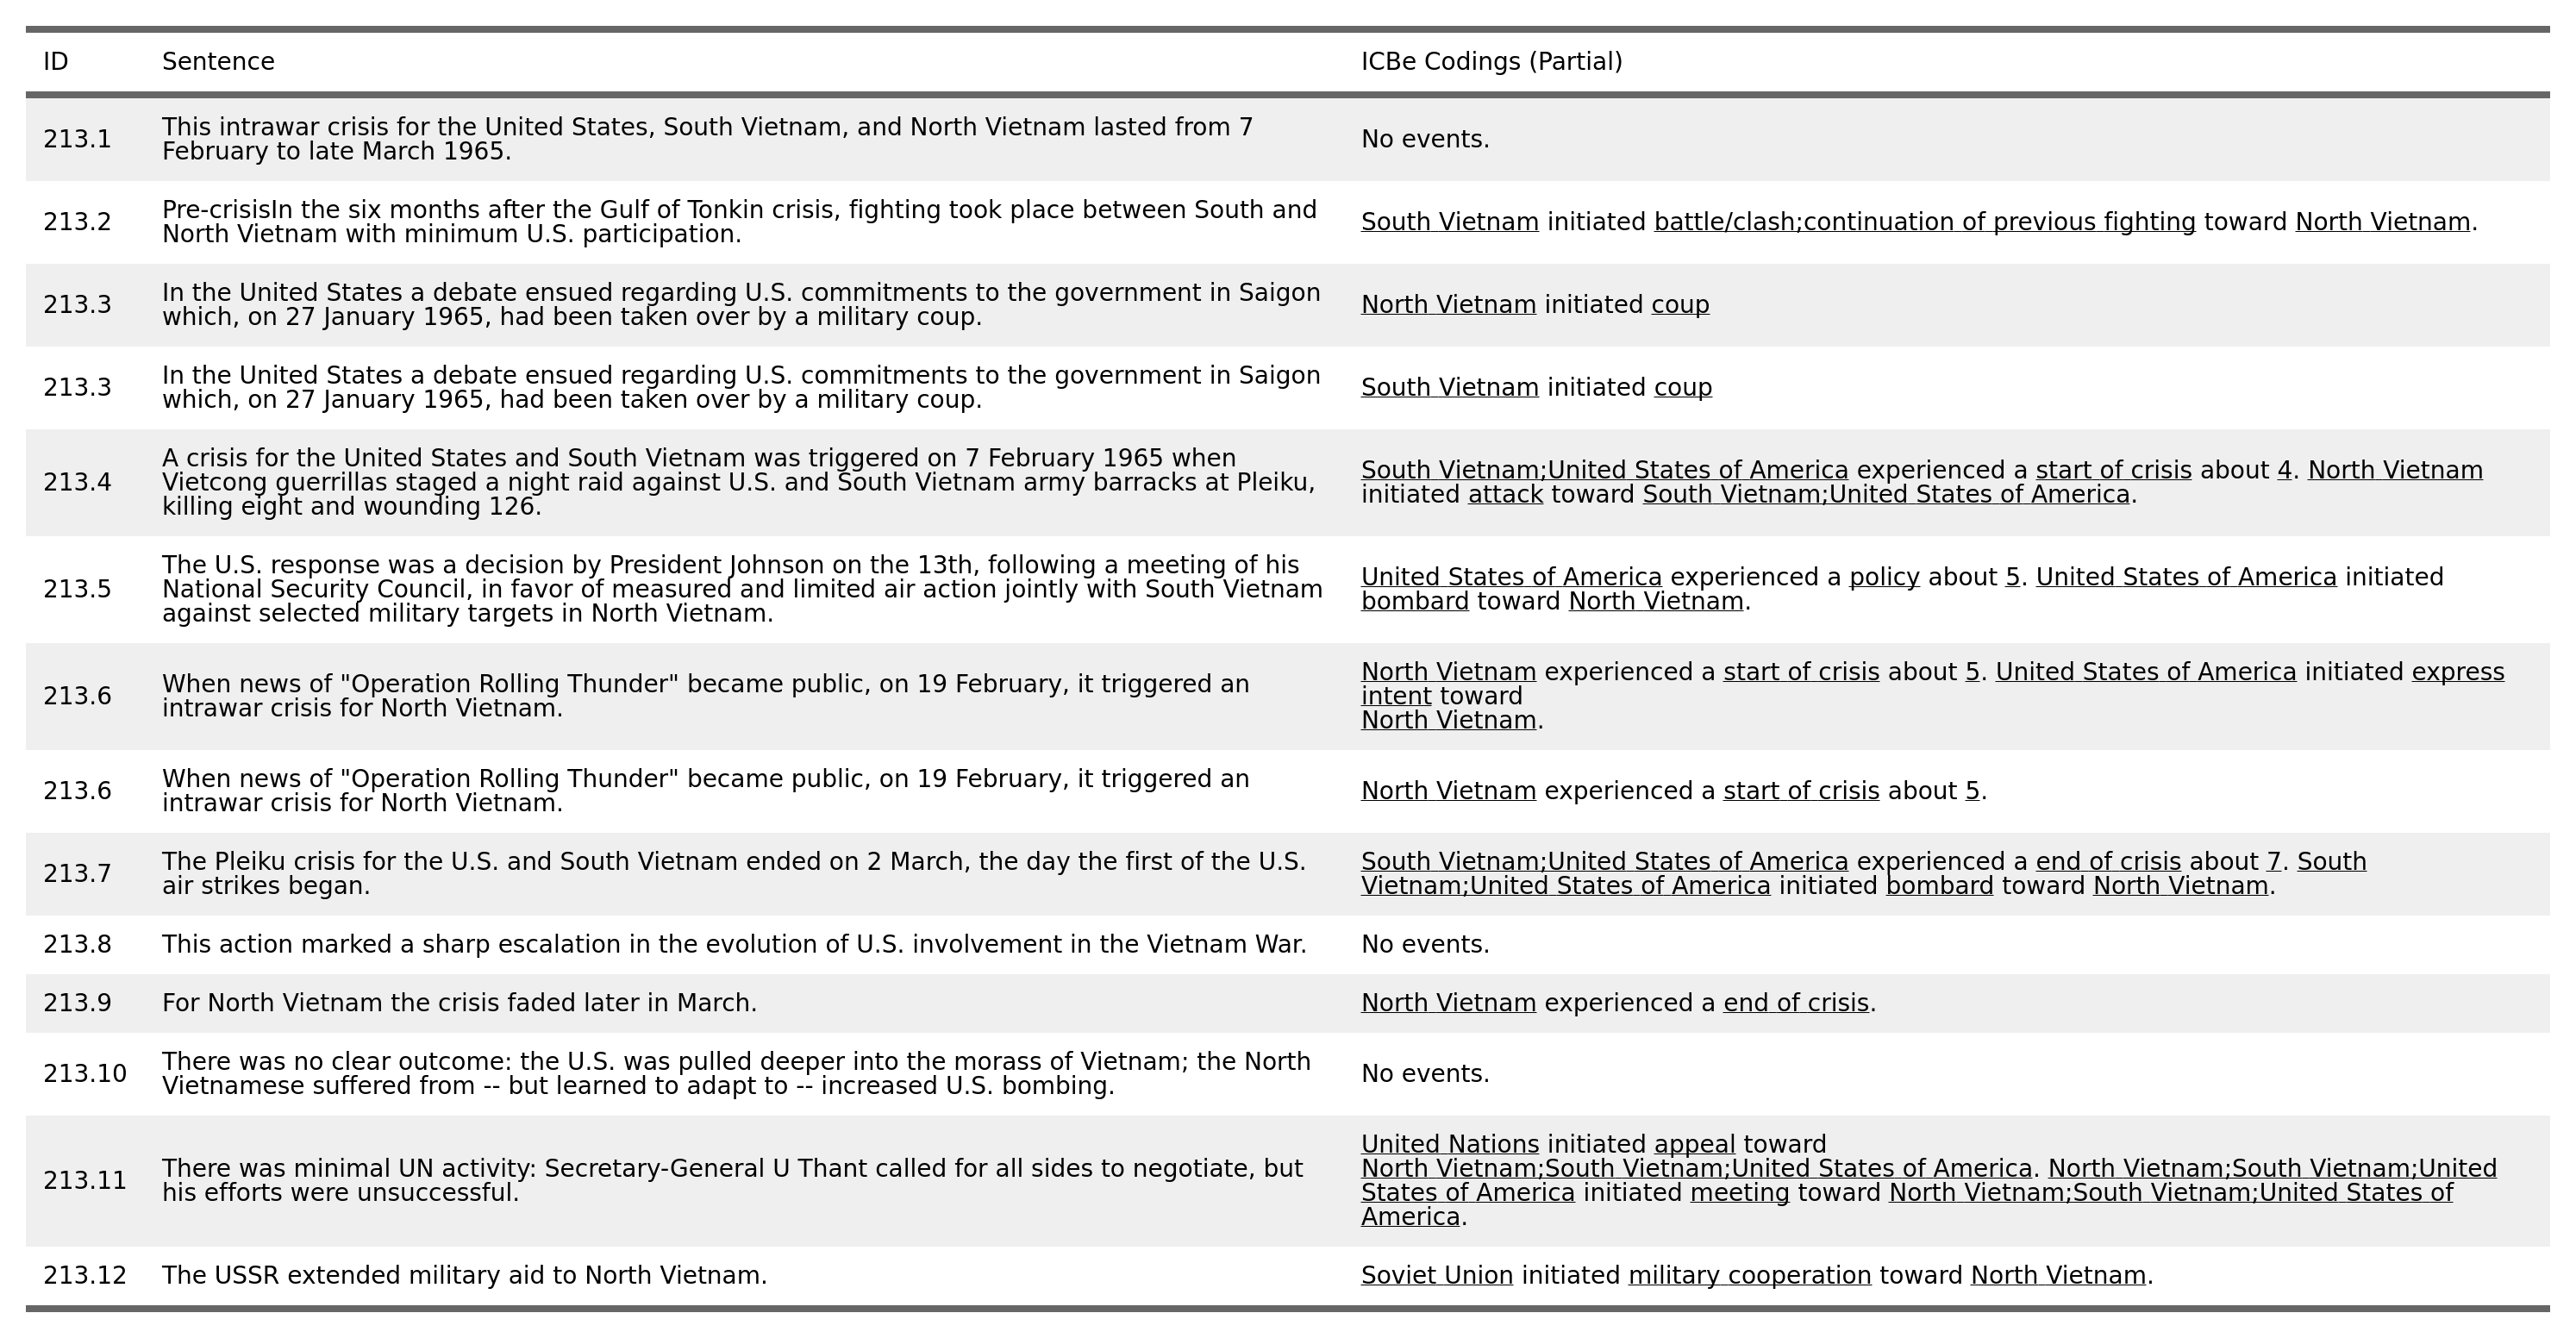 ID Sentence ICBe Codings (Partial)
213.1 This intrawar crisis for the United States, South Vietnam, and North Vietnam lasted from 7
February to late March 1965. No events.
213.2 Pre-crisisIn the six months after the Gulf of Tonkin crisis, fighting took place between South and
North Vietnam with minimum U.S. participation.
South Vietnam initiated battle/clash;continuation of previous fighting toward North Vietnam.
213.3 In the United States a debate ensued regarding U.S. commitments to the government in Saigon
which, on 27 January 1965, had been taken over by a military coup.
North Vietnam initiated coup
213.3 In the United States a debate ensued regarding U.S. commitments to the government in Saigon
which, on 27 January 1965, had been taken over by a military coup.
South Vietnam initiated coup
213.4 A crisis for the United States and South Vietnam was triggered on 7 February 1965 when
Vietcong guerrillas staged a night raid against U.S. and South Vietnam army barracks at Pleiku,
killing eight and wounding 126.
South Vietnam;United States of America experienced a start of crisis about 4. North Vietnam
initiated attack toward South Vietnam;United States of America.
213.5 The U.S. response was a decision by President Johnson on the 13th, following a meeting of his
National Security Council, in favor of measured and limited air action jointly with South Vietnam
against selected military targets in North Vietnam.
United States of America experienced a policy about 5. United States of America initiated
bombard toward North Vietnam.
213.6 When news of "Operation Rolling Thunder" became public, on 19 February, it triggered an
intrawar crisis for North Vietnam.
North Vietnam experienced a start of crisis about 5. United States of America initiated express
intent toward
North Vietnam.
213.6 When news of "Operation Rolling Thunder" became public, on 19 February, it triggered an
intrawar crisis for North Vietnam.
North Vietnam experienced a start of crisis about 5.
213.7 The Pleiku crisis for the U.S. and South Vietnam ended on 2 March, the day the first of the U.S.
air strikes began.
South Vietnam;United States of America experienced a end of crisis about 7. South
Vietnam;United States of America initiated bombard toward North Vietnam.
213.8 This action marked a sharp escalation in the evolution of U.S. involvement in the Vietnam War. No events.
213.9 For North Vietnam the crisis faded later in March. North Vietnam experienced a end of crisis.
213.10 There was no clear outcome: the U.S. was pulled deeper into the morass of Vietnam; the North
Vietnamese suffered from -- but learned to adapt to -- increased U.S. bombing.
No events.
213.11 There was minimal UN activity: Secretary-General U Thant called for all sides to negotiate, but
his efforts were unsuccessful.
United Nations initiated appeal toward
North Vietnam;South Vietnam;United States of America. North Vietnam;South Vietnam;United
States of America initiated meeting toward North Vietnam;South Vietnam;United States of
America.
213.12 The USSR extended military aid to North Vietnam. Soviet Union initiated military cooperation toward North Vietnam.